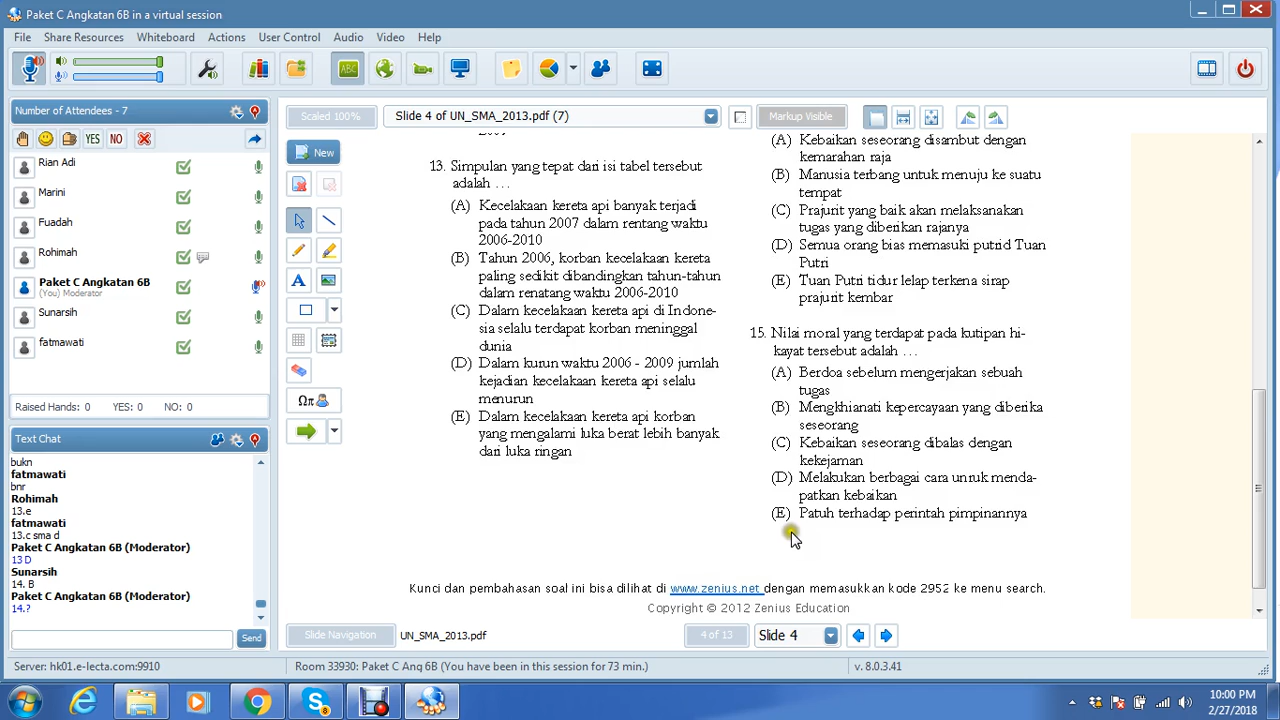 Paket C Angkatan 6B in a virtual session
File Share Resources Whiteboard Actions User Control Audio Video Help
ABC
Number of Attendees - 7
YES NO
Rian Adi
Marini
Fuadah
Rohimah
Paket C Angkatan 6B
(You) Moderator
Sunarsih
fatmawati
Raised Hands: 0 YES: 0 NO: 0
Text Chat
bukn
fatmawati
bnr
Rohimah
13.e
fatmawati
13.c sma d
Paket C Angkatan 6B (Moderator)
13 D
Sunarsih
14. B
Paket C Angkatan 6B (Moderator)
14.?
Send
Scaled 100%
Slide 4 of UN_SMA_2013.pdf (7)
Markup Visible
New
A
Ωπ
13. Simpulan yang tepat dari isi tabel tersebut
adalah …
(A) Kecelakaan kereta api banyak terjadi
pada tahun 2007 dalam rentang waktu
2006-2010
(B) Tahun 2006, korban kecelakaan kereta
paling sedikit dibandingkan tahun-tahun
dalam renatang waktu 2006-2010
(C) Dalam kecelakaan kereta api di Indone-
sia selalu terdapat korban meninggal
dunia
(D) Dalam kurun waktu 2006 - 2009 jumlah
kejadian kecelakaan kereta api selalu
menurun
(E) Dalam kecelakaan kereta api korban
yang mengalami luka berat lebih banyak
dari luka ringan
(A) Kebaikan seseorang disambut dengan
kemarahan raja
(B) Manusia terbang untuk menuju ke suatu
tempat
(C) Prajurit yang baik akan melaksanakan
tugas yang diberikan rajanya
(D) Semua orang bias memasuki putrid Tuan
Putri
(E) Tuan Putri tidur lelap terkena sirap
prajurit kembar
15. Nilai moral yang terdapat pada kutipan hi-
kayat tersebut adalah …
(A) Berdoa sebelum mengerjakan sebuah
tugas
(B) Mengkhianati kepercayaan yang diberika
seseorang
(C) Kebaikan seseorang dibalas dengan
kekejaman
(D) Melakukan berbagai cara unruk menda-
patkan kebaikan
(E) Patuh terhadap perintah pimpinannya
Kunci dan pembahasan soal ini bisa dilihat di www.zenius.net dengan memasukkan kode 2952 ke menu search.
Copyright © 2012 Zenius Education
Slide Navigation UN_SMA_2013.pdf 4 of 13 Slide 4
Server: hk01.e-lecta.com:9910 Room 33930: Paket C Ang 6B (You have been in this session for 73 min.) v. 8.0.3.41
10:00 PM
2/27/2018